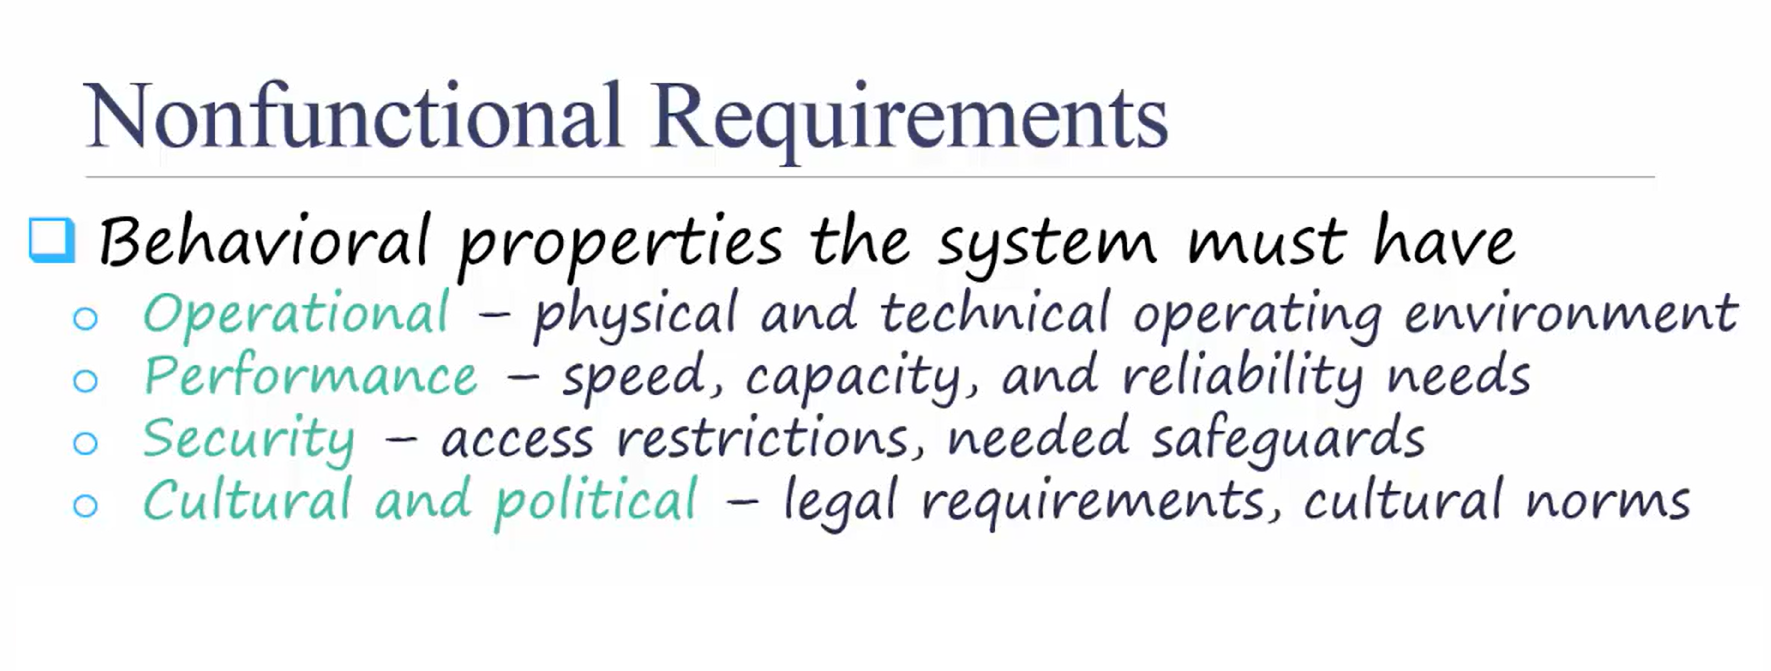 Nonfunctional Requirements
Behavioral properties the system must have
Operational – physical and technical operating environment
Performance – speed, capacity, and reliability needs
Security – access restrictions, needed safeguards
Cultural and political – legal requirements, cultural norms